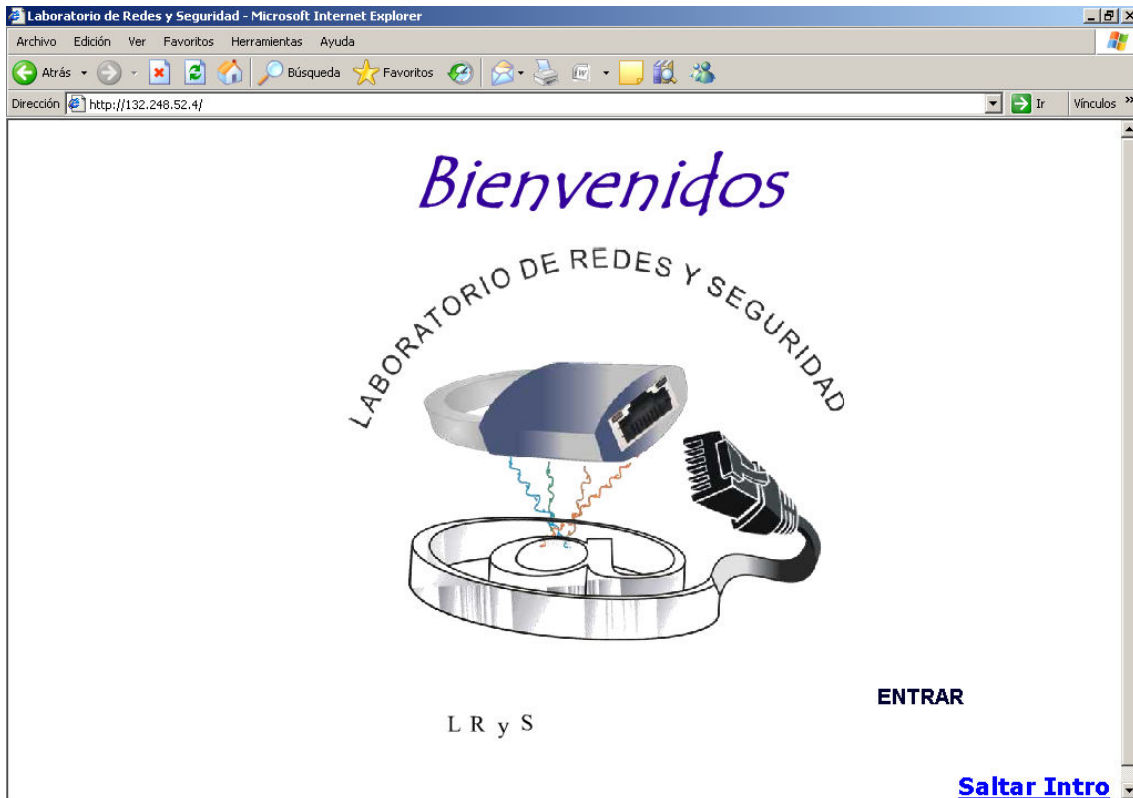 Laboratorio de Redes y Seguridad - Microsoft Internet Explorer
Archivo Edición Ver Favoritos Herramientas Ayuda
Atrás Búsqueda Favoritos
Dirección http://132.248.52.4/ Ir Vínculos »
Bienvenidos
LABORATORIO DE REDES Y SEGURIDAD
ENTRAR
L R y S
Saltar Intro